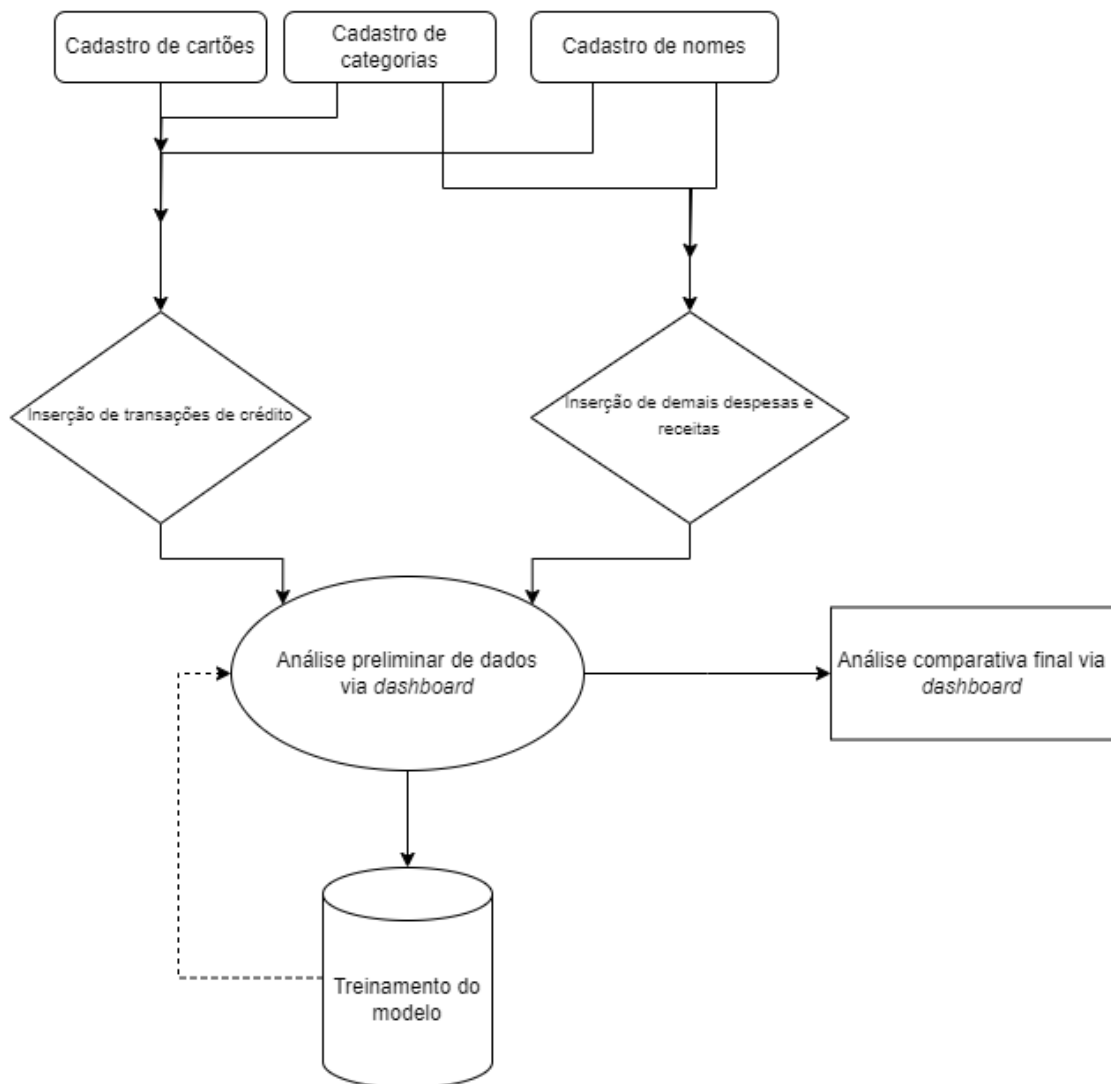 Cadastro de cartões
Cadastro de
categorias
Cadastro de nomes
Inserção de transações de crédito
Inserção de demais despesas e
receitas
Análise preliminar de dados
via dashboard
Análise comparativa final via
dashboard
Treinamento do
modelo